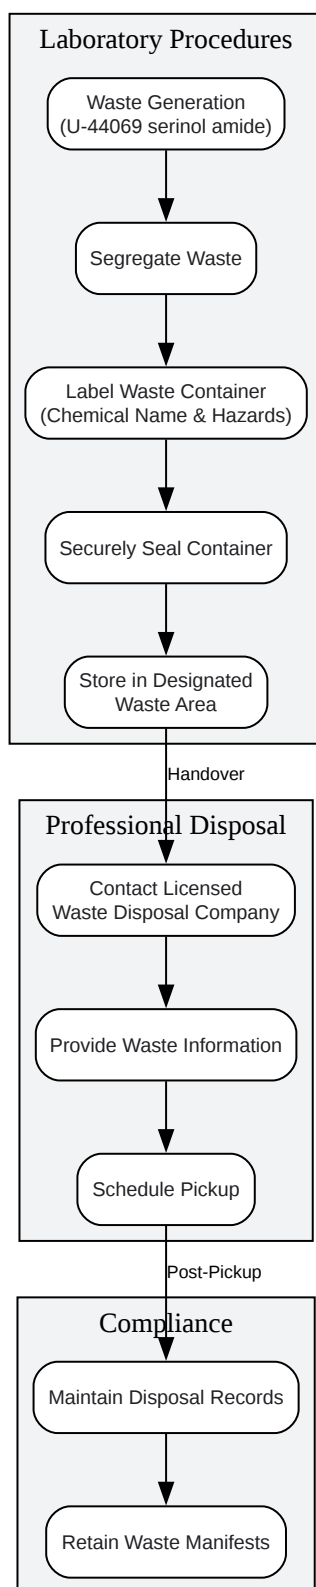 Laboratory Procedures
Waste Generation
(U-44069 serinol amide)
Segregate Waste
Label Waste Container
(Chemical Name & Hazards)
Securely Seal Container
Store in Designated
Waste Area
Handover
Professional Disposal
Contact Licensed
Waste Disposal Company
Provide Waste Information
Schedule Pickup
Post-Pickup
Compliance
Maintain Disposal Records
Retain Waste Manifests